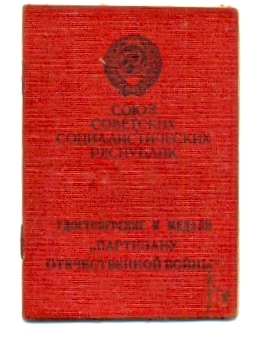 СОЮЗ
СОВЕТСКИХ
СОЦИАЛИСТИЧЕСКИХ
РЕСПУБЛИК
УДОСТОВЕРЕНИЕ К МЕДАЛИ
„ПАРТИЗАНУ
ОТЕЧЕСТВЕННОЙ ВОЙНЫ